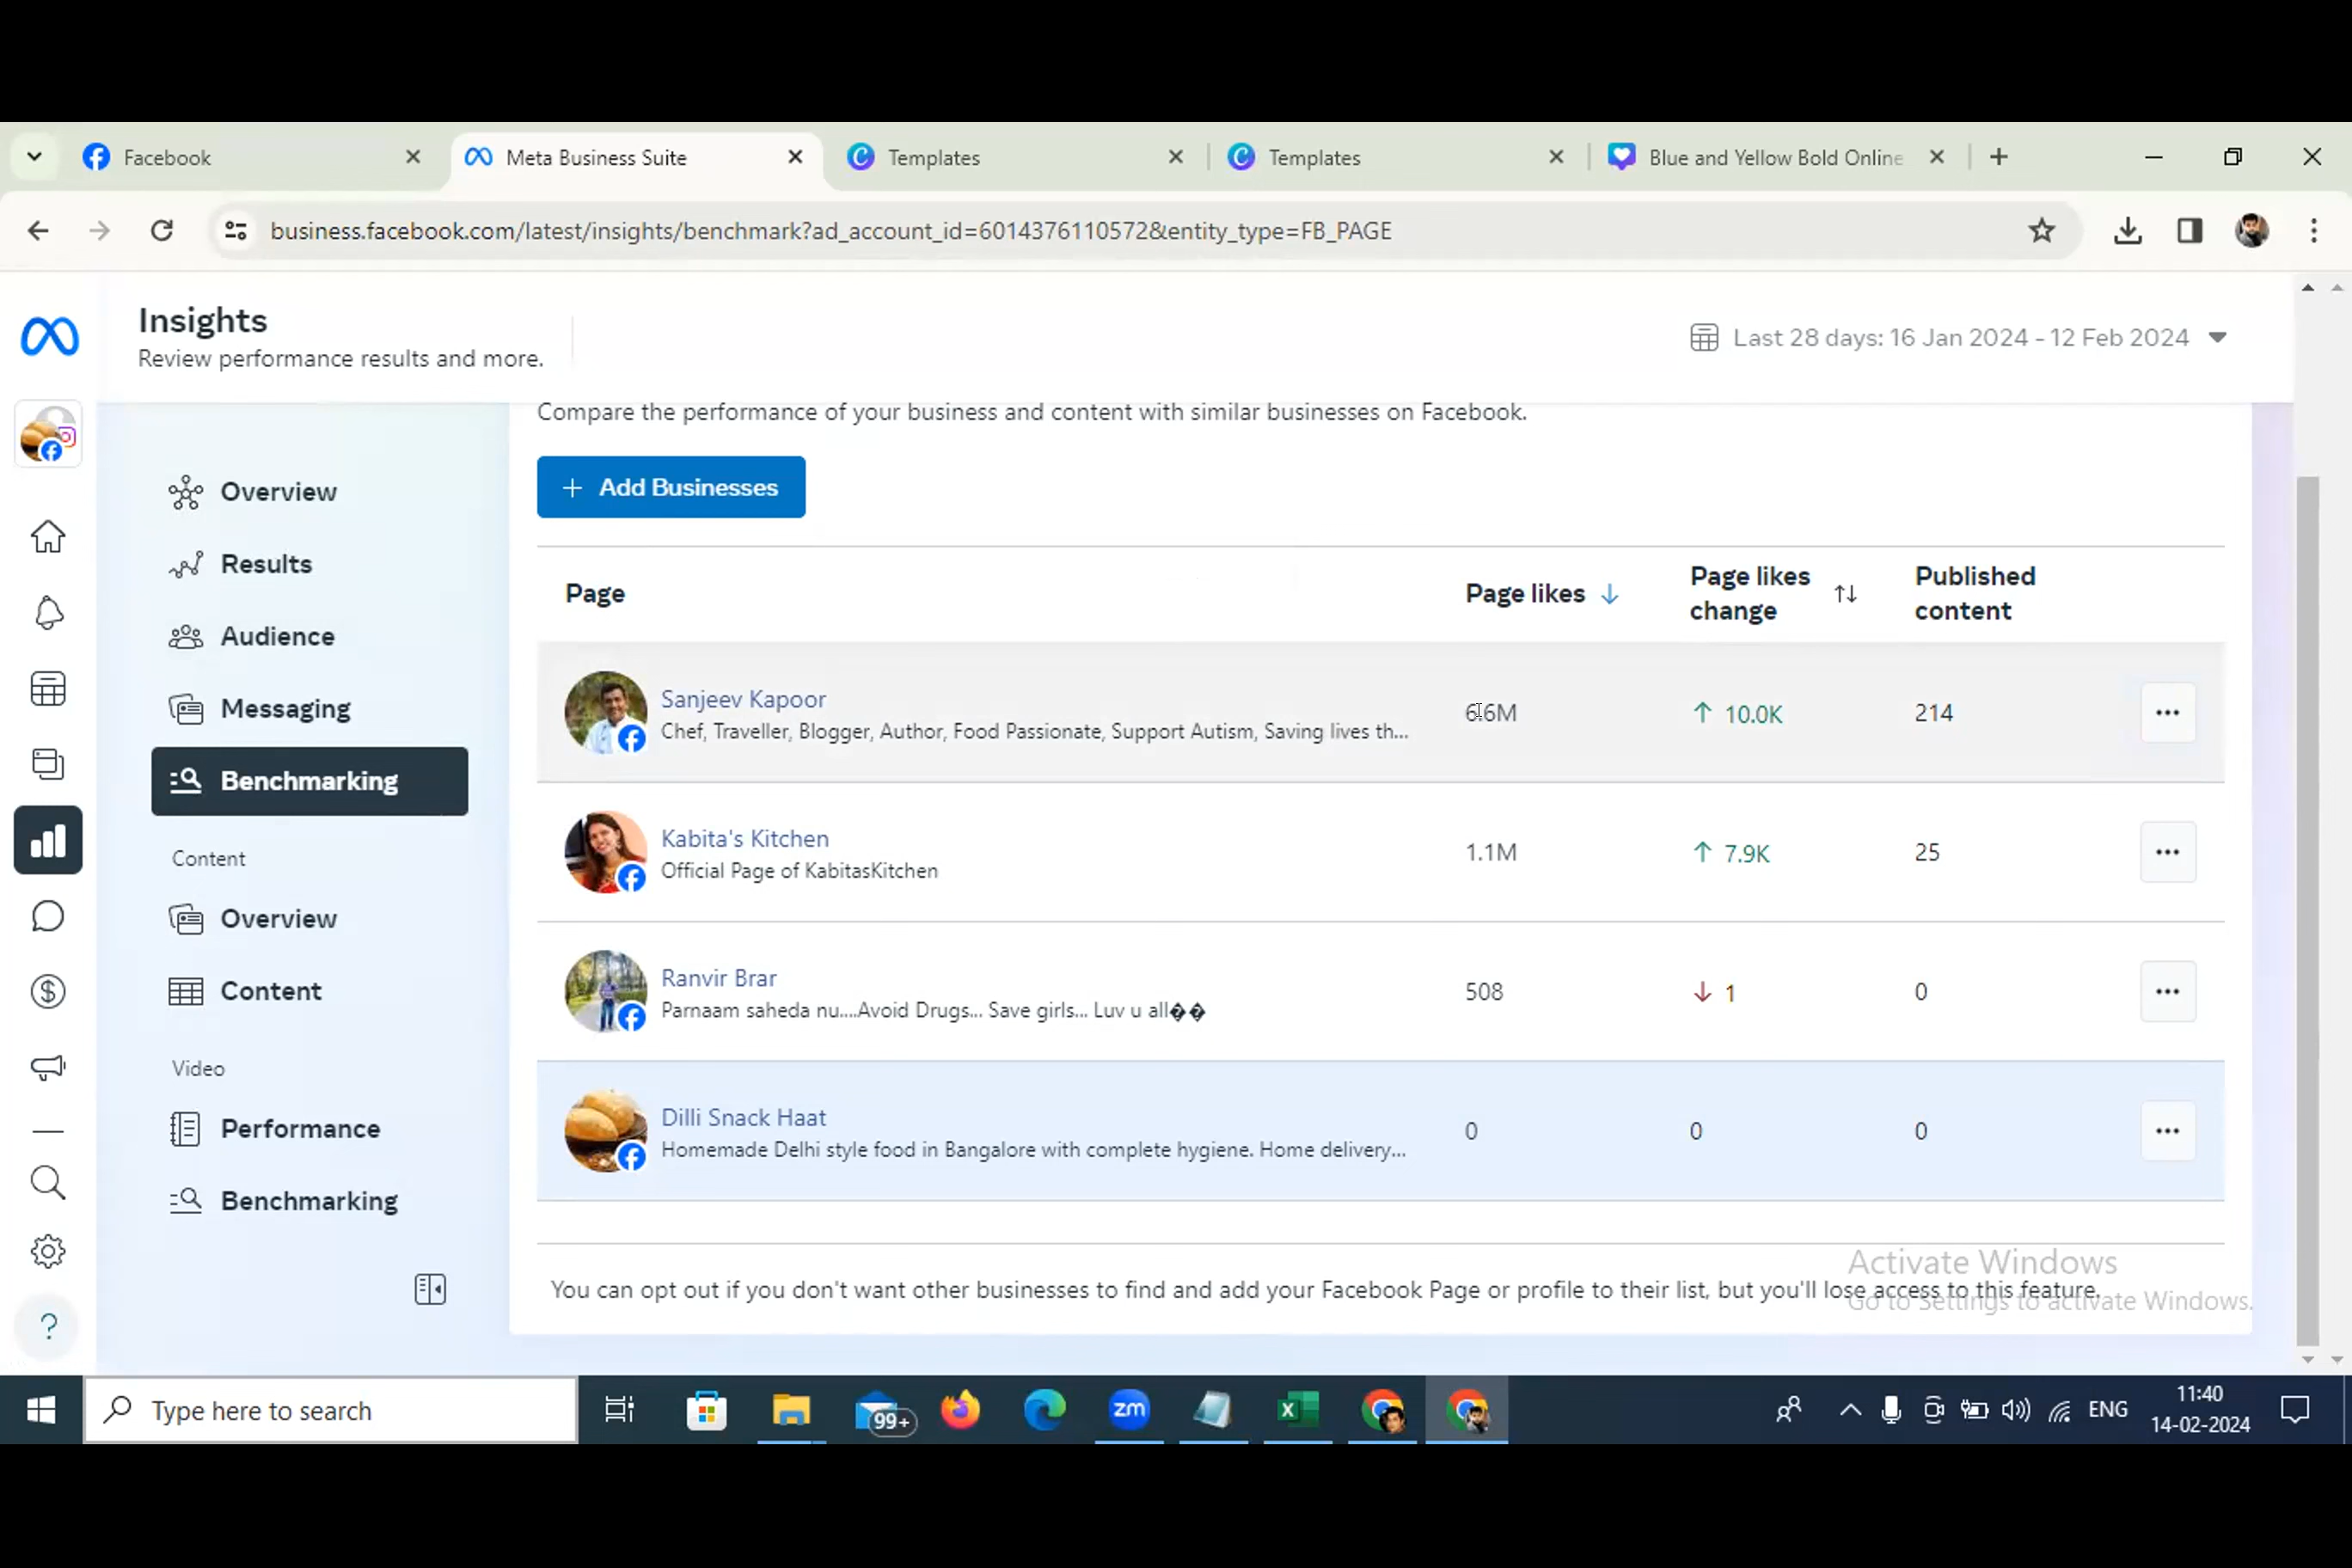 Facebook
Meta Business Suite
Templates
Templates
Blue and Yellow Bold Online
business.facebook.com/latest/insights/benchmark?ad_account_id=6014376110572&entity_type=FB_PAGE
Insights
Review performance results and more.
Last 28 days: 16 Jan 2024 - 12 Feb 2024
Compare the performance of your business and content with similar businesses on Facebook.
+ Add Businesses
Overview
Results
Audience
Messaging
Benchmarking
Content
Overview
Content
Video
Performance
Benchmarking
Page Page likes Page likes change Published content
Sanjeev Kapoor
Chef, Traveller, Blogger, Author, Food Passionate, Support Autism, Saving lives th...
6.6M 10.0K 214
Kabita's Kitchen
Official Page of KabitasKitchen
1.1M 7.9K 25
Ranvir Brar
Parnaam saheda nu....Avoid Drugs... Save girls... Luv u all��
508 1 0
Dilli Snack Haat
Homemade Delhi style food in Bangalore with complete hygiene. Home delivery...
0 0 0
You can opt out if you don't want other businesses to find and add your Facebook Page or profile to their list, but you'll lose access to this feature.
Activate Windows
Go to Settings to activate Windows.
Type here to search
99+
zm
ENG
11:40
14-02-2024